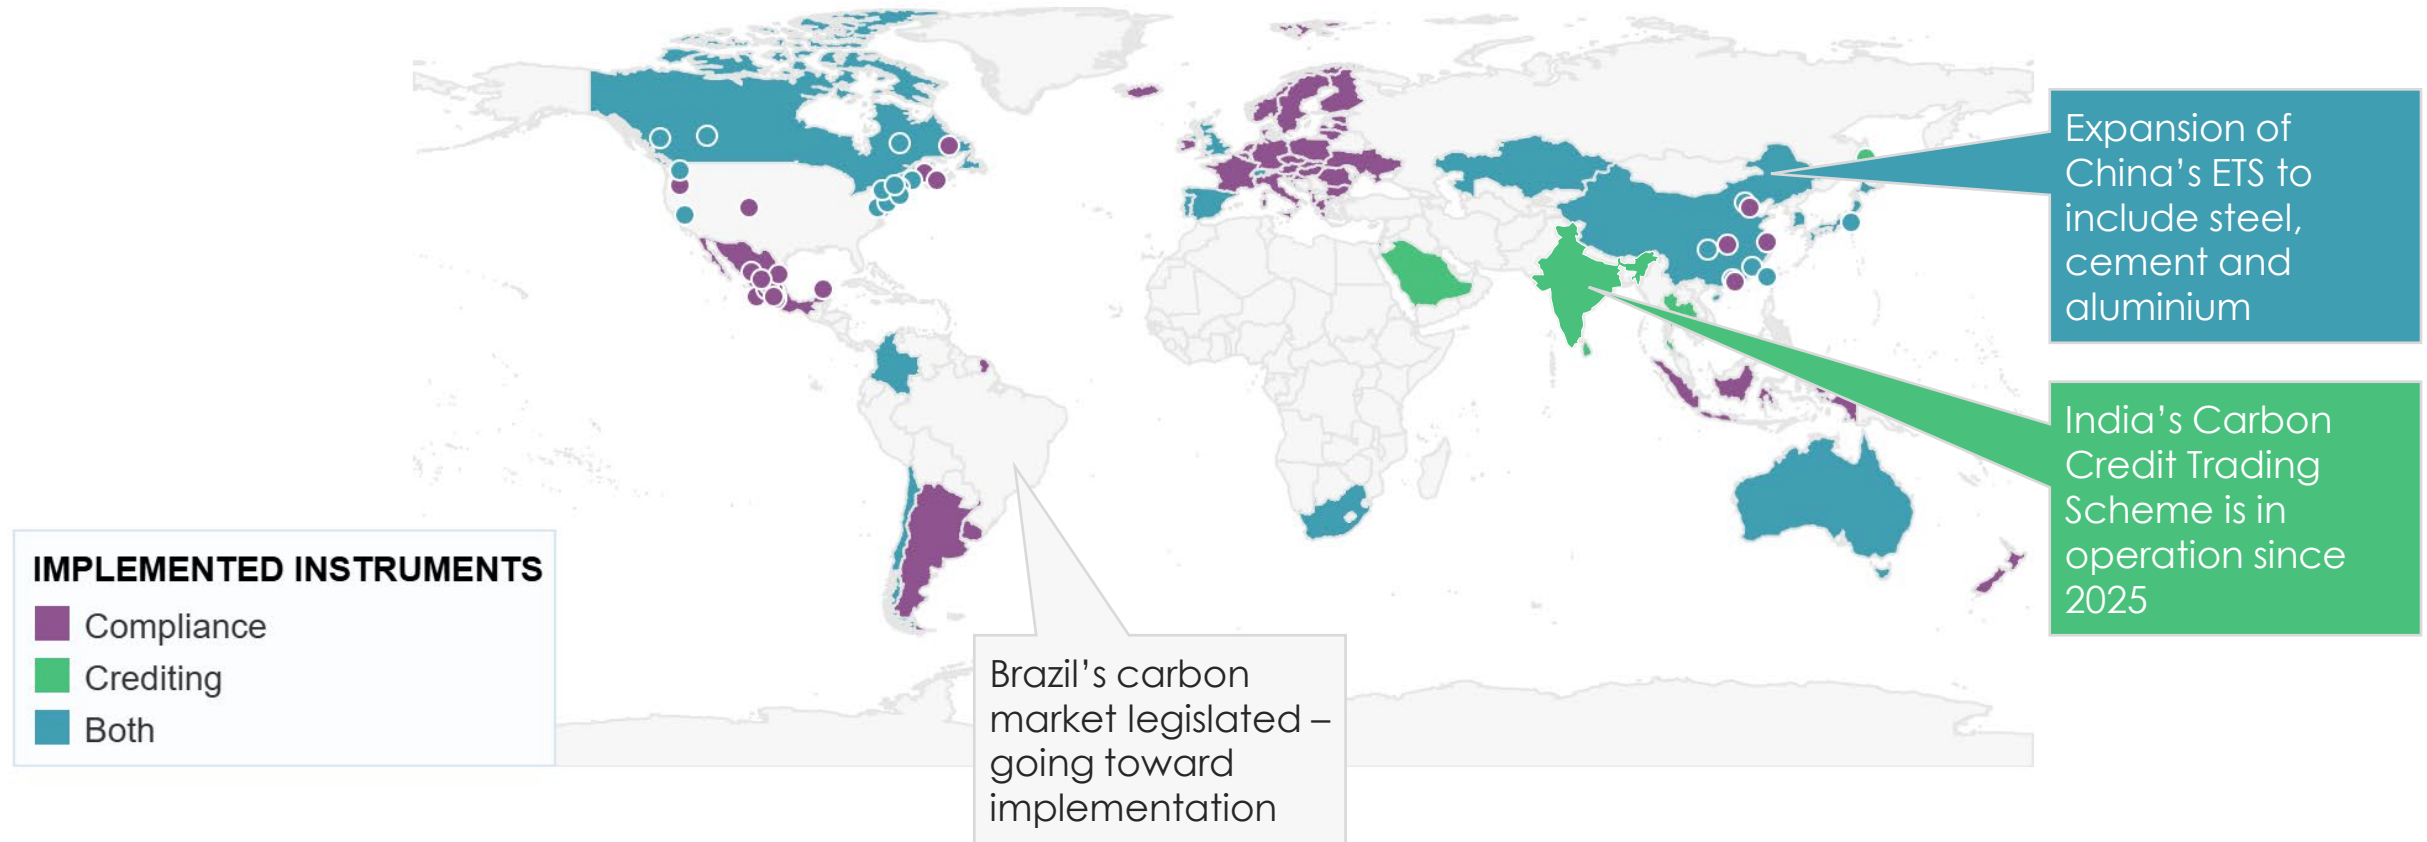 Expansion of
China’s ETS to
include steel,
cement and
aluminium
India’s Carbon
Credit Trading
Scheme is in
operation since
2025
IMPLEMENTED INSTRUMENTS
Compliance
Crediting
Both
Brazil’s carbon
market legislated –
going toward
implementation